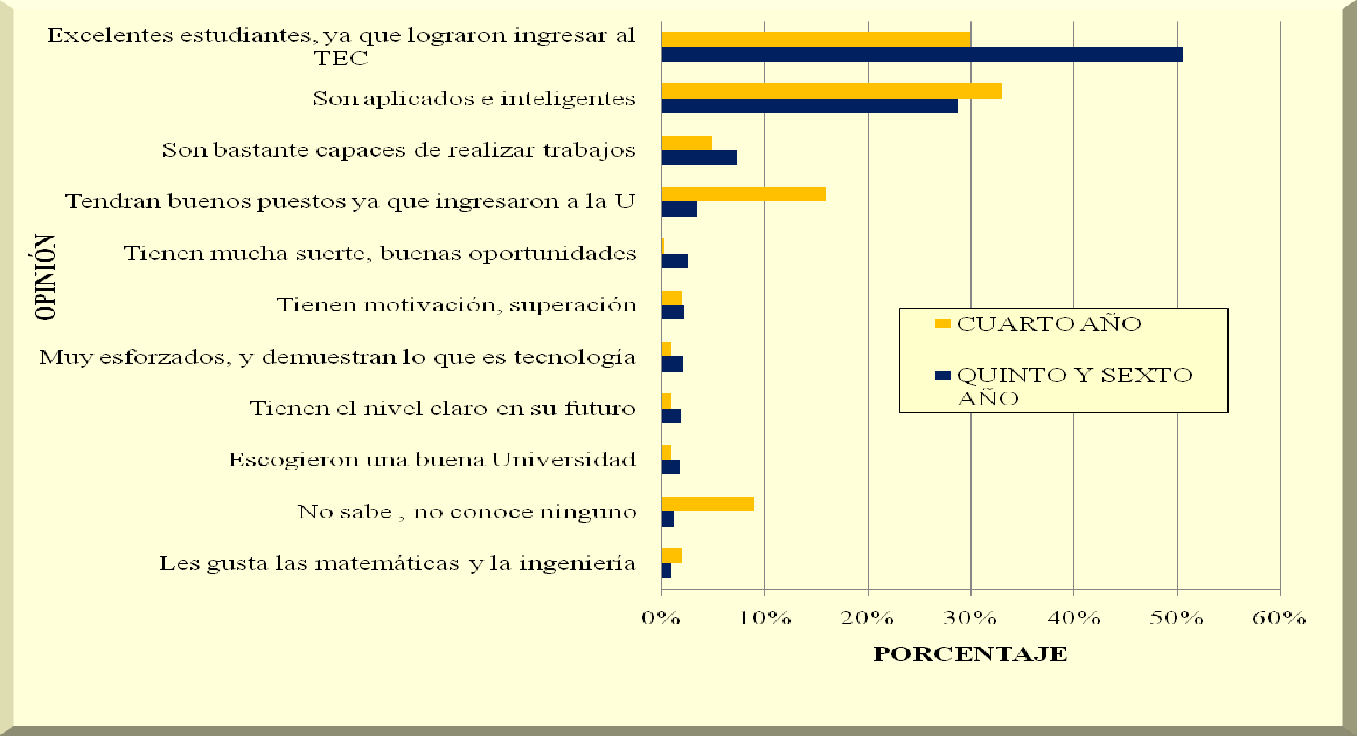 Excelentes estudiantes, ya que lograron ingresar al
TEC
Son aplicados e inteligentes
Son bastante capaces de realizar trabajos
Tendran buenos puestos ya que ingresaron a la U
Tienen mucha suerte, buenas oportunidades
Tienen motivación, superación
Muy esforzados, y demuestran lo que es tecnología
Tienen el nivel claro en su futuro
Escogieron una buena Universidad
No sabe , no conoce ninguno
Les gusta las matemáticas y la ingeniería
OPINIÓN
CUARTO AÑO
QUINTO Y SEXTO
AÑO
0% 10% 20% 30% 40% 50% 60%
PORCENTAJE